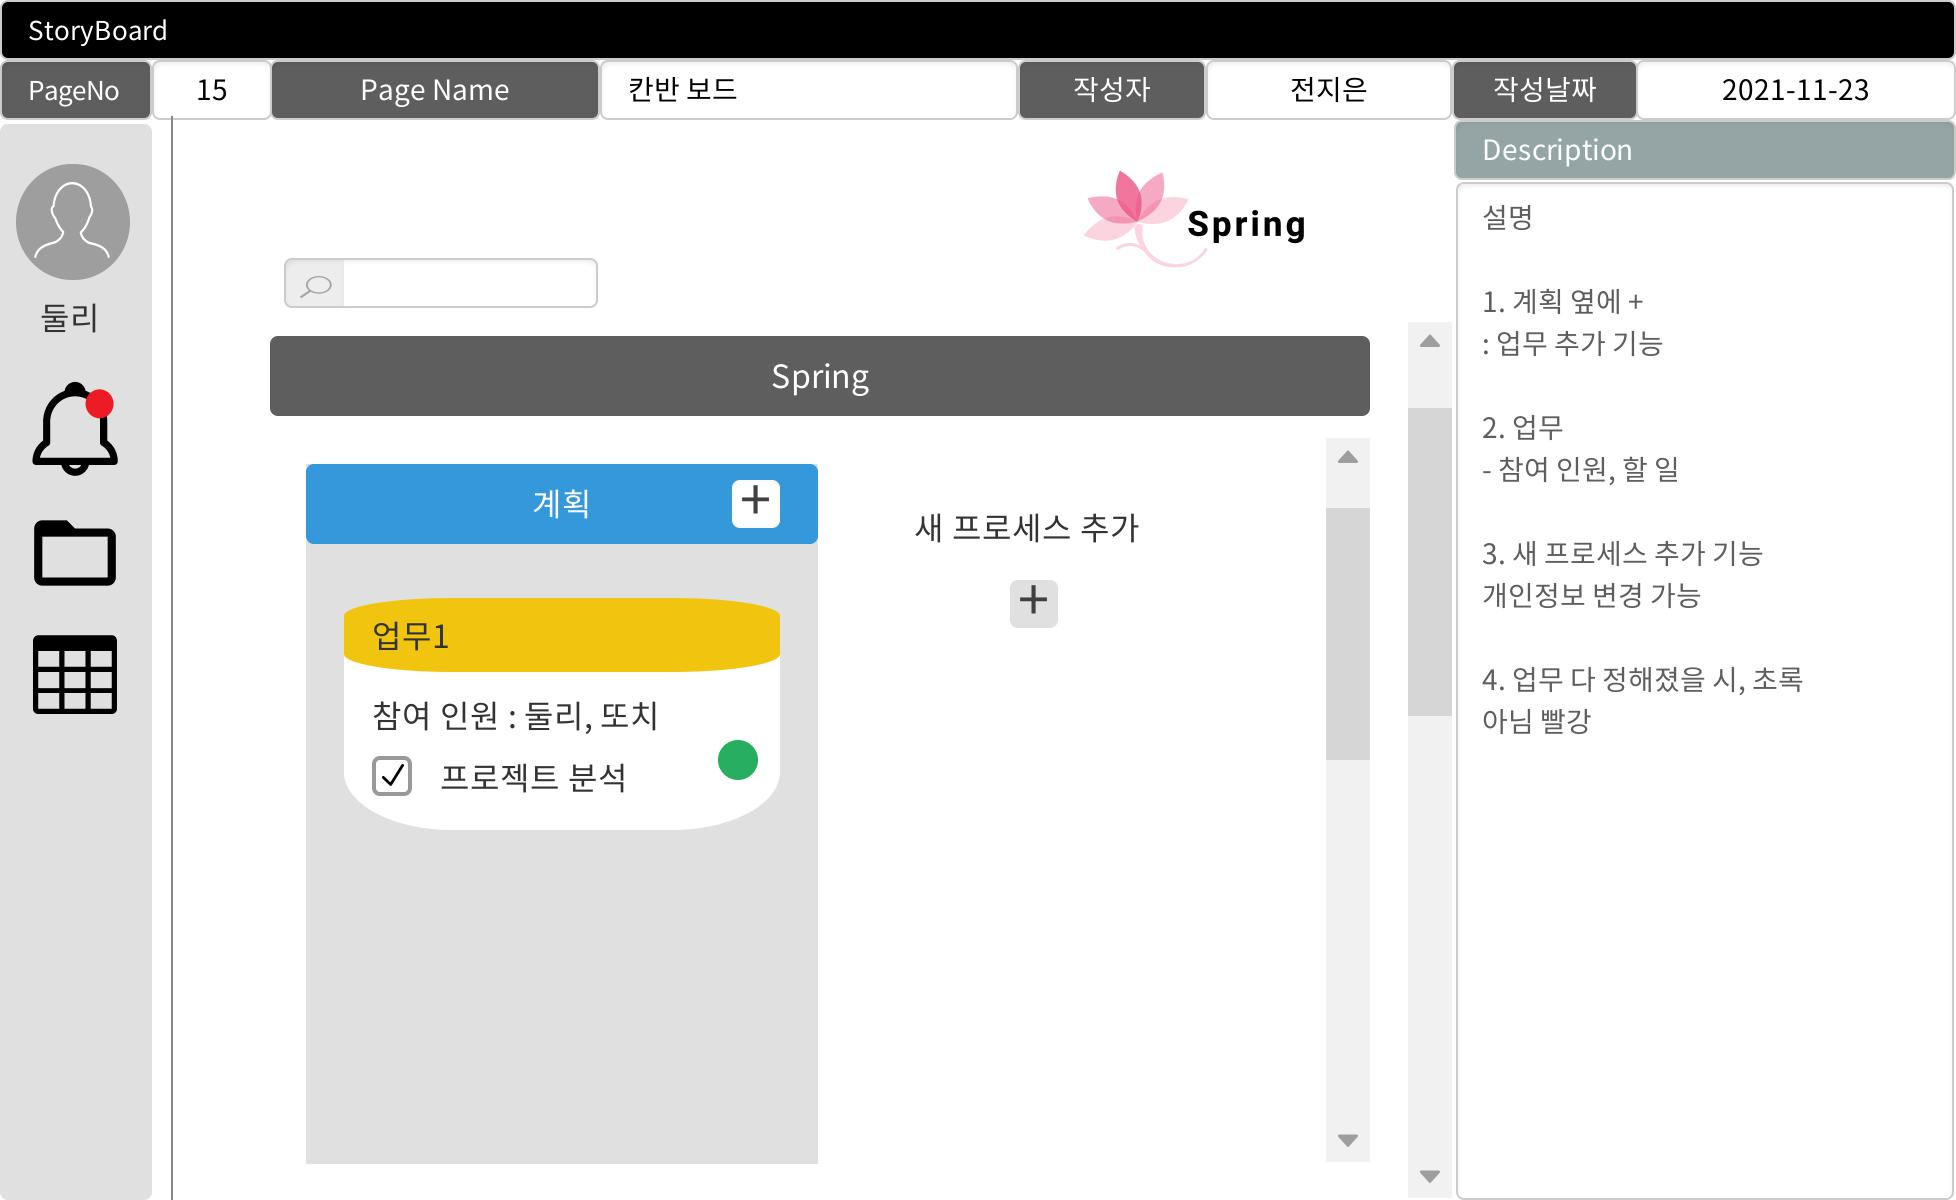 StoryBoard
PageNo 15 Page Name 칸반 보드 작성자 전지은 작성날짜 2021-11-23
둘리
Spring
Spring
계획 +
업무1
참여 인원 : 둘리, 또치
프로젝트 분석
새 프로세스 추가
+
Description
설명
1. 계획 옆에 +
: 업무 추가 기능
2. 업무
- 참여 인원, 할 일
3. 새 프로세스 추가 기능
개인정보 변경 가능
4. 업무 다 정해졌을 시, 초록
아님 빨강